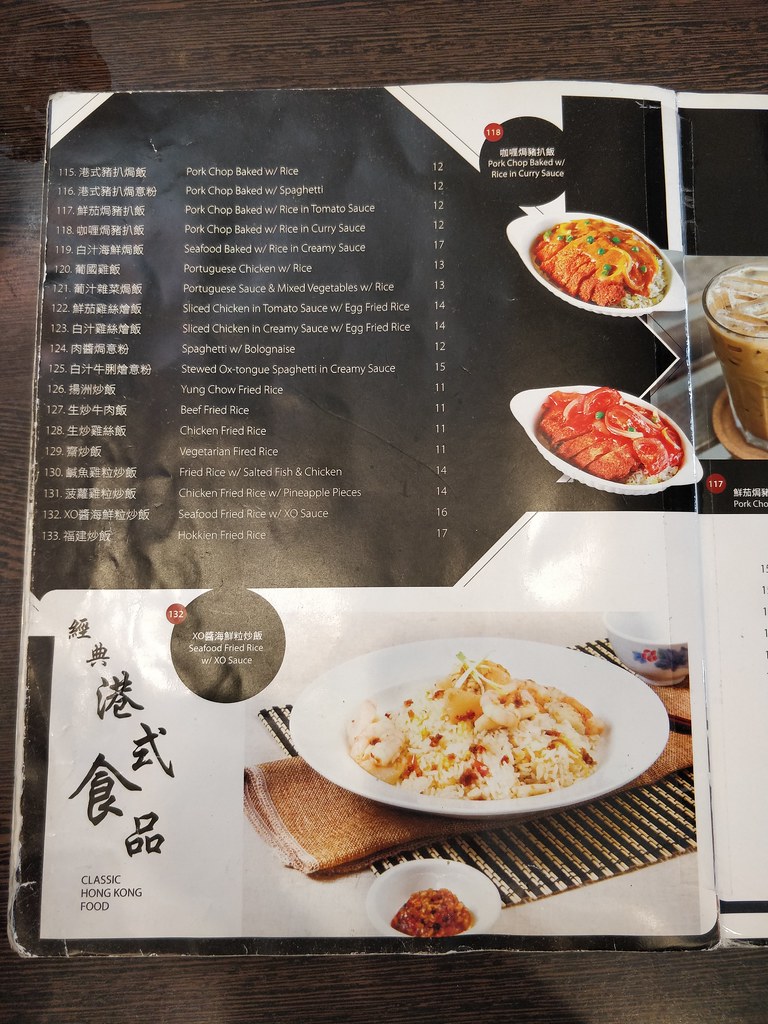 115. 港式豬扒焗飯 Pork Chop Baked w/ Rice 12
116. 港式豬扒焗意粉 Pork Chop Baked w/ Spaghetti 12
117. 鮮茄焗豬扒飯 Pork Chop Baked w/ Rice in Tomato Sauce 12
118. 咖喱焗豬扒飯 Pork Chop Baked w/ Rice in Curry Sauce 12
119. 白汁海鮮焗飯 Seafood Baked w/ Rice in Creamy Sauce 17
120. 葡國雞飯 Portuguese Chicken w/ Rice 13
121. 葡汁雜菜焗飯 Portuguese Sauce & Mixed Vegetables w/ Rice 13
122. 鮮茄雞絲燴飯 Sliced Chicken in Tomato Sauce w/ Egg Fried Rice 14
123. 白汁雞絲燴飯 Sliced Chicken in Creamy Sauce w/ Egg Fried Rice 14
124. 肉醬焗意粉 Spaghetti w/ Bolognaise 12
125. 白汁牛脷燴意粉 Stewed Ox-tongue Spaghetti in Creamy Sauce 15
126. 揚洲炒飯 Yung Chow Fried Rice 11
127. 生炒牛肉飯 Beef Fried Rice 11
128. 生炒雞絲飯 Chicken Fried Rice 11
129. 齋炒飯 Vegetarian Fired Rice 11
130. 鹹魚雞粒炒飯 Fried Rice w/ Salted Fish & Chicken 14
131. 菠蘿雞粒炒飯 Chicken Fried Rice w/ Pineapple Pieces 14
132. XO醬海鮮粒炒飯 Seafood Fried Rice w/ XO Sauce 16
133. 福建炒飯 Hokkien Fried Rice 17
118
咖喱焗豬扒飯
Pork Chop Baked w/
Rice in Curry Sauce
117
鮮茄焗豬
Pork Cho
132
XO醬海鮮粒炒飯
Seafood Fried Rice
w/ XO Sauce
經典
港式食品
CLASSIC
HONG KONG
FOOD